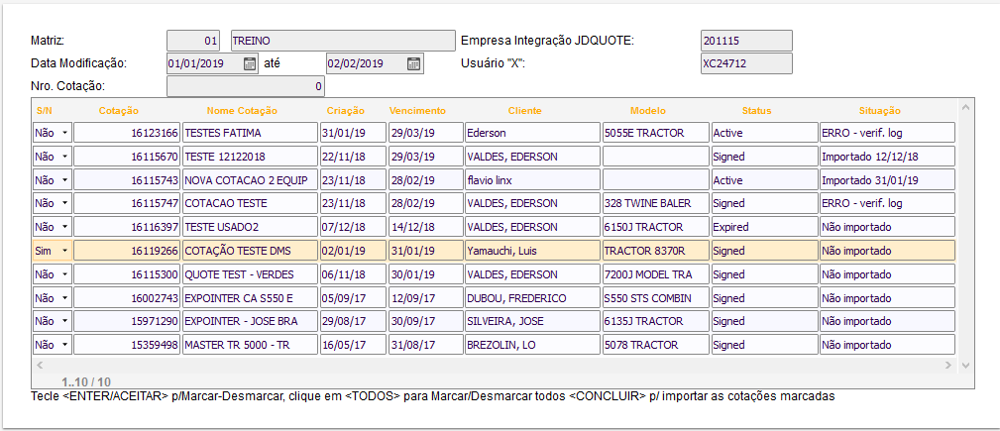 Matriz: 01 TREINO Empresa Integração JDQUOTE: 201115
Data Modificação: 01/01/2019 até 02/02/2019 Usuário "X": XC24712
Nro. Cotação: 0
S/N Cotação Nome Cotação Criação Vencimento Cliente Modelo Status Situação
Não 16123166 TESTES FATIMA 31/01/19 29/03/19 Ederson 5055E TRACTOR Active ERRO - verif. log
Não 16115670 TESTE 12122018 22/11/18 29/03/19 VALDES, EDERSON Signed Importado 12/12/18
Não 16115743 NOVA COTACAO 2 EQUIP 23/11/18 28/02/19 flavio linx Active Importado 31/01/19
Não 16115747 COTACAO TESTE 23/11/18 28/02/19 VALDES, EDERSON 328 TWINE BALER Signed ERRO - verif. log
Não 16116397 TESTE USADO2 07/12/18 14/12/18 VALDES, EDERSON 6150J TRACTOR Expired Não importado
Sim 16119266 COTAÇÃO TESTE DMS 02/01/19 31/01/19 Yamauchi, Luis TRACTOR 8370R Signed Não importado
Não 16115300 QUOTE TEST - VERDES 06/11/18 30/01/19 VALDES, EDERSON 7200J MODEL TRA Signed Não importado
Não 16002743 EXPOINTER CA S550 E 05/09/17 12/09/17 DUBOU, FREDERICO S550 STS COMBIN Signed Não importado
Não 15971290 EXPOINTER - JOSE BRA 29/08/17 30/09/17 SILVEIRA, JOSE 6135J TRACTOR Signed Não importado
Não 15359498 MASTER TR 5000 - TR 16/05/17 31/08/17 BREZOLIN, LO 5078 TRACTOR Signed Não importado
1..10 / 10
Tecle <ENTER/ACEITAR> p/Marcar-Desmarcar, clique em <TODOS> para Marcar/Desmarcar todos <CONCLUIR> p/ importar as cotações marcadas